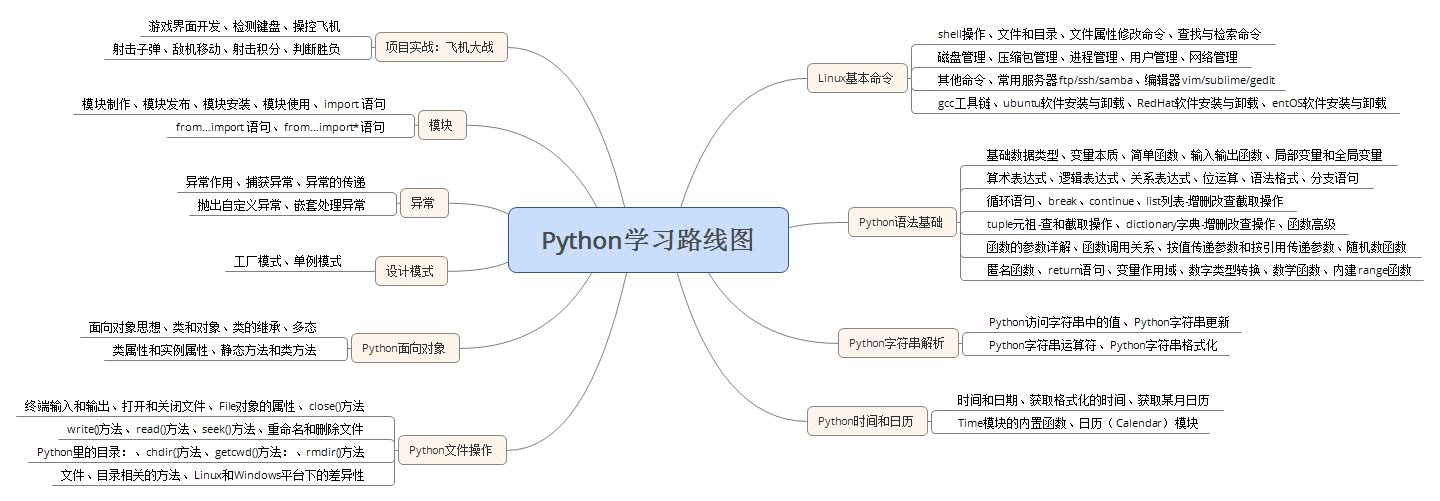 Python学习路线图
Linux基本命令
shell操作、文件和目录、文件属性修改命令、查找与检索命令
磁盘管理、压缩包管理、进程管理、用户管理、网络管理
其他命令、常用服务器ftp/ssh/samba、编辑器vim/sublime/gedit
gcc工具链、ubuntu软件安装与卸载、RedHat软件安装与卸载、entOS软件安装与卸载
Python语法基础
基础数据类型、变量本质、简单函数、输入输出函数、局部变量和全局变量
算术表达式、逻辑表达式、关系表达式、位运算、语法格式、分支语句
循环语句、break、continue、list列表-增删改查截取操作
tuple元祖-查和截取操作、dictionary字典-增删改查操作、函数高级
函数的参数详解、函数调用关系、按值传递参数和按引用传递参数、随机数函数
匿名函数、return语句、变量作用域、数字类型转换、数学函数、内建range函数
Python字符串解析
Python访问字符串中的值、Python字符串更新
Python字符串运算符、Python字符串格式化
Python时间和日历
时间和日期、获取格式化的时间、获取某月日历
Time模块的内置函数、日历（Calendar）模块
项目实战：飞机大战
游戏界面开发、检测键盘、操控飞机
射击子弹、敌机移动、射击积分、判断胜负
模块
模块制作、模块发布、模块安装、模块使用、import 语句
from…import 语句、from…import* 语句
异常
异常作用、捕获异常、异常的传递
抛出自定义异常、嵌套处理异常
设计模式
工厂模式、单例模式
Python面向对象
面向对象思想、类和对象、类的继承、多态
类属性和实例属性、静态方法和类方法
Python文件操作
终端输入和输出、打开和关闭文件、File对象的属性、close()方法
write()方法、read()方法、seek()方法、重命名和删除文件
Python里的目录：、chdir()方法、getcwd()方法：、rmdir()方法
文件、目录相关的方法、Linux和Windows平台下的差异性